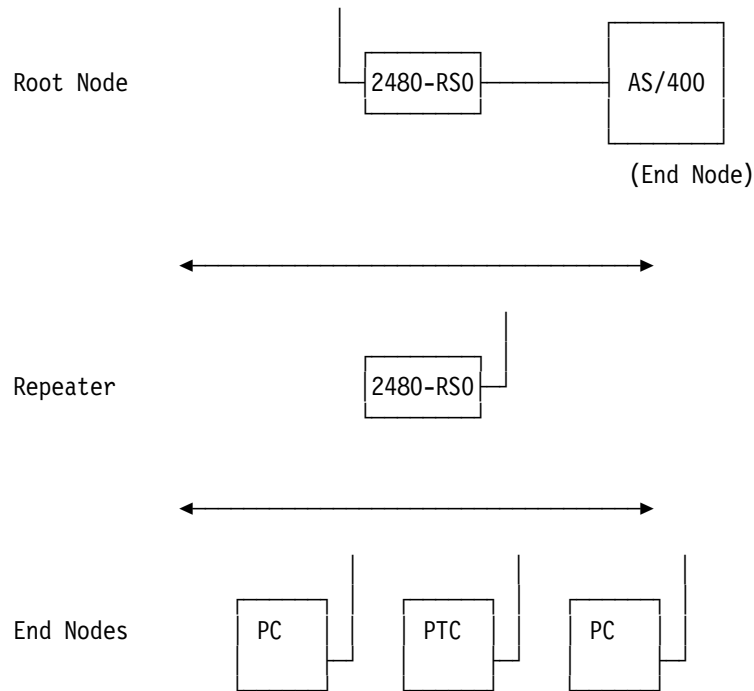 Root Node 2480-RS0 AS/400
(End Node)
Repeater 2480-RS0
End Nodes PC PTC PC